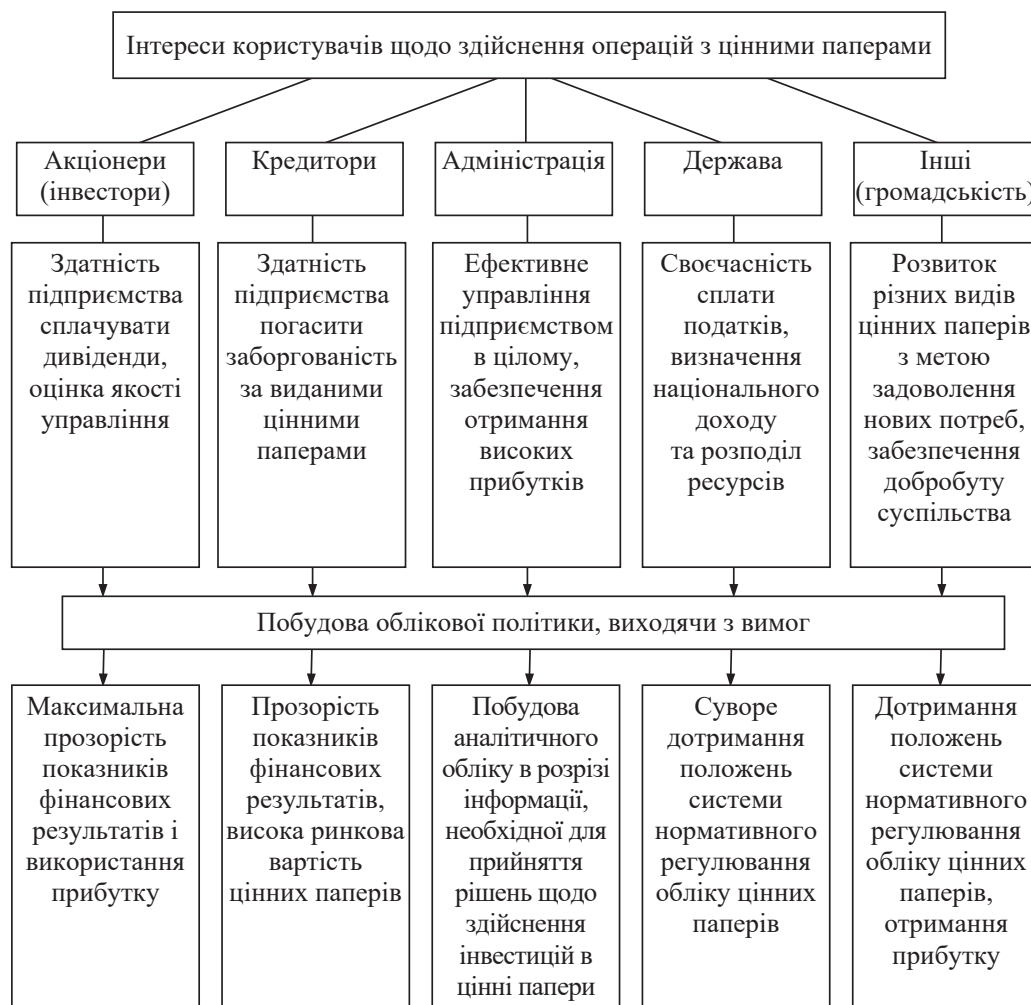 Інтереси користувачів щодо здійснення операцій з цінними паперами
Акціонери
(інвестори)
Кредитори
Адміністрація
Держава
Інші
(громадськість)
Здатність
підприємства
сплачувати
дивіденди,
оцінка якості
управління
Здатність
підприємства
погасити
заборгованість
за виданими
цінними
паперами
Ефективне
управління
підприємством
в цілому,
забезпечення
отримання
високих
прибутків
Своєчасність
сплати
податків,
визначення
національного
доходу
та розподіл
ресурсів
Розвиток
різних видів
цінних паперів
з метою
задоволення
нових потреб,
забезпечення
добробуту
суспільства
Побудова облікової політики, виходячи з вимог
Максимальна
прозорість
показників
фінансових
результатів і
використання
прибутку
Прозорість
показників
фінансових
результатів,
висока ринкова
вартість
цінних паперів
Побудова
аналітичного
обліку в розрізі
інформації,
необхідної для
прийняття
рішень щодо
здійснення
інвестицій в
цінні папери
Суворе
дотримання
положень
системи
нормативного
регулювання
обліку цінних
паперів
Дотримання
положень
системи
нормативного
регулювання
обліку цінних
паперів,
отримання
прибутку